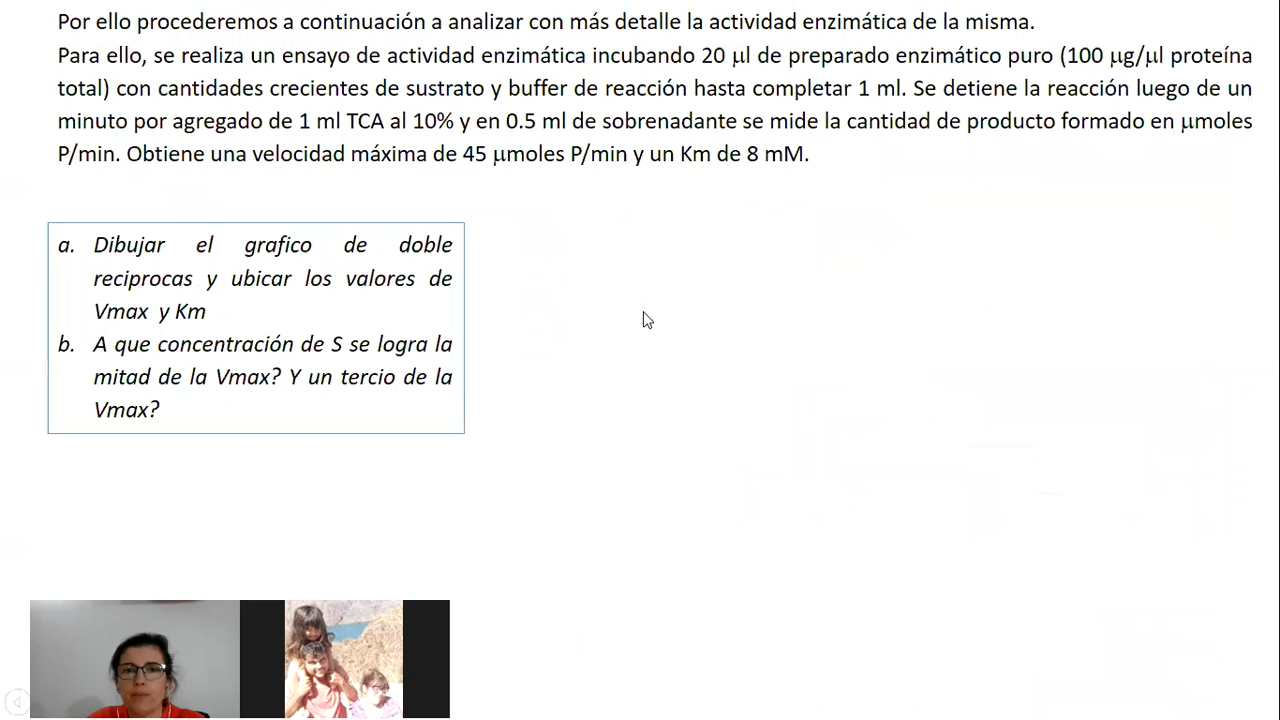 Por ello procederemos a continuación a analizar con más detalle la actividad enzimática de la misma.
Para ello, se realiza un ensayo de actividad enzimática incubando 20 μl de preparado enzimático puro (100 μg/μl proteína
total) con cantidades crecientes de sustrato y buffer de reacción hasta completar 1 ml. Se detiene la reacción luego de un
minuto por agregado de 1 ml TCA al 10% y en 0.5 ml de sobrenadante se mide la cantidad de producto formado en μmoles
P/min. Obtiene una velocidad máxima de 45 μmoles P/min y un Km de 8 mM.
a. Dibujar el grafico de doble
reciprocas y ubicar los valores de
Vmax y Km
b. A que concentración de S se logra la
mitad de la Vmax? Y un tercio de la
Vmax?